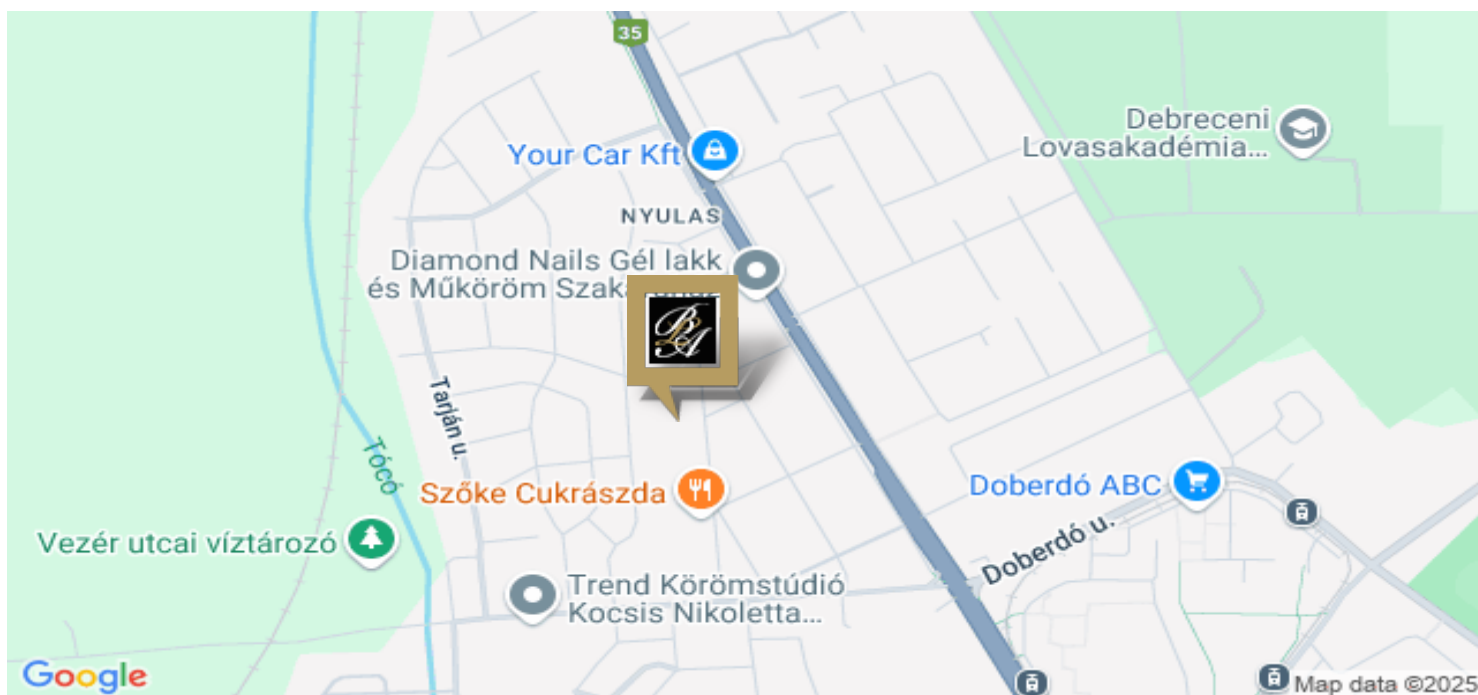 35
Debreceni
Lovasakadémia...
Your Car Kft
NYULAS
Diamond Nails Gél lakk
és Műköröm
BLA
Tarján u.
Tócó
Szőke Cukrászda
Doberdó ABC
Doberdó u.
Vezér utcai víztározó
Trend Körömstúdió
Kocsis Nikoletta...
Google
Map data ©2025